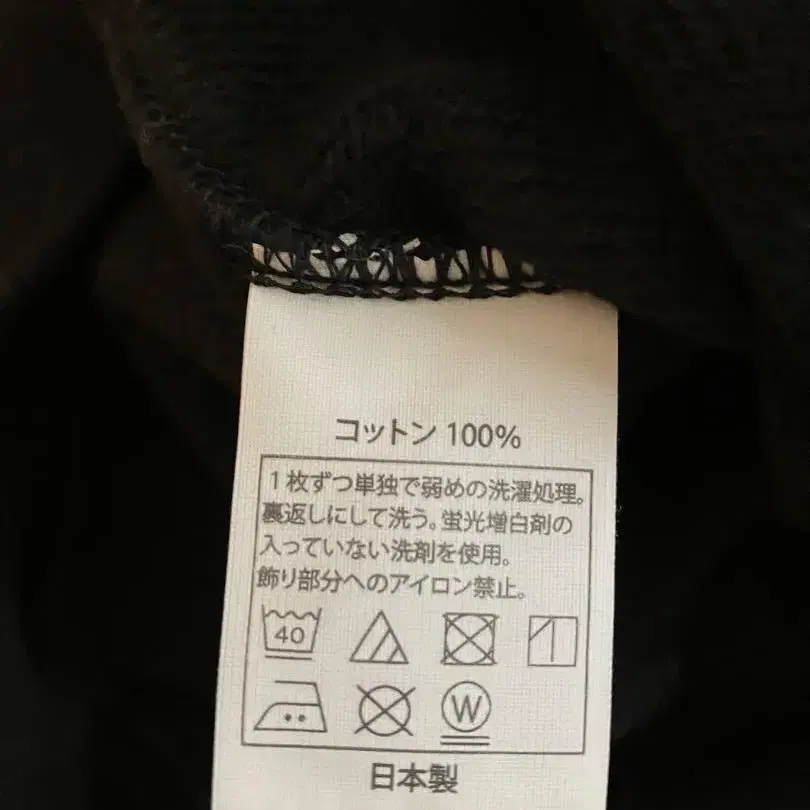 コットン 100%
1枚ずつ単独で弱めの洗濯処理。
裏返しにして洗う。蛍光増白剤の
入っていない洗剤を使用。
飾り部分へのアイロン禁止。
40
W
日本製